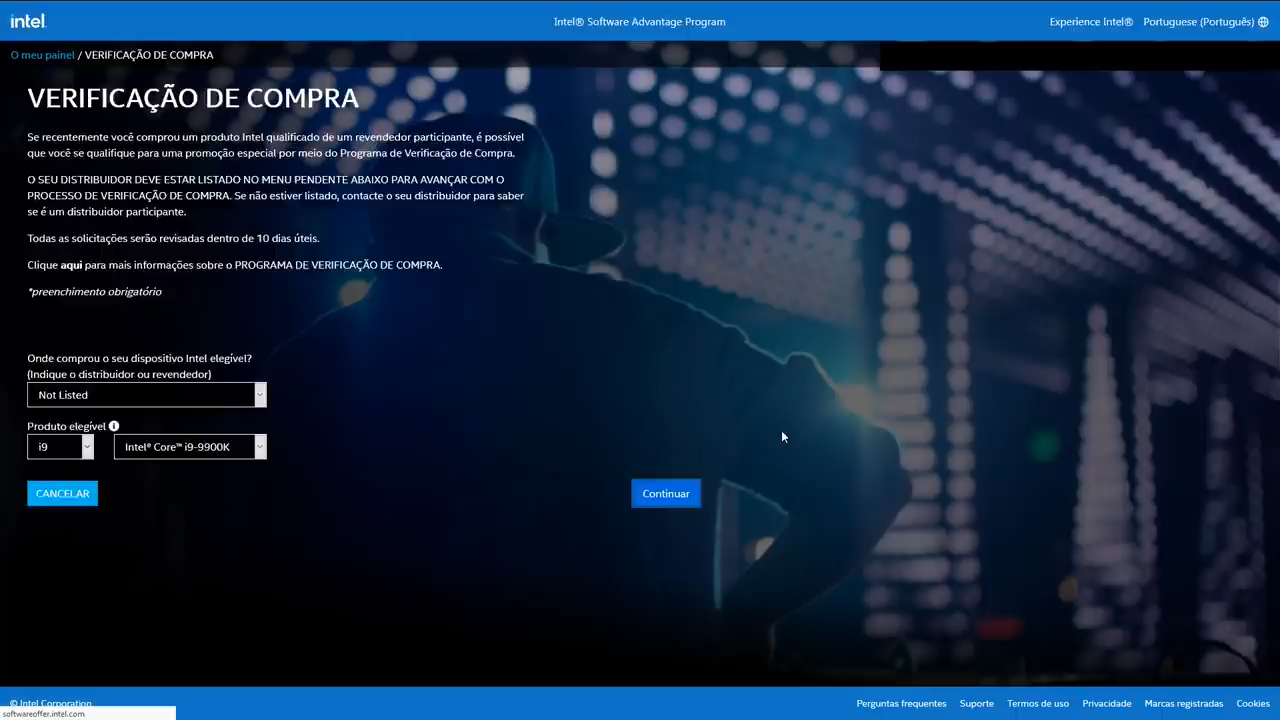 intel.
Intel® Software Advantage Program
Experience Intel®
Portuguese (Português)
O meu painel / VERIFICAÇÃO DE COMPRA
VERIFICAÇÃO DE COMPRA
Se recentemente você comprou um produto Intel qualificado de um revendedor participante, é possível
que você se qualifique para uma promoção especial por meio do Programa de Verificação de Compra.
O SEU DISTRIBUIDOR DEVE ESTAR LISTADO NO MENU PENDENTE ABAIXO PARA AVANÇAR COM O
PROCESSO DE VERIFICAÇÃO DE COMPRA. Se não estiver listado, contacte o seu distribuidor para saber
se é um distribuidor participante.
Todas as solicitações serão revisadas dentro de 10 dias úteis.
Clique aqui para mais informações sobre o PROGRAMA DE VERIFICAÇÃO DE COMPRA.
*preenchimento obrigatório
Onde comprou o seu dispositivo Intel elegível?
(Indique o distribuidor ou revendedor)
Not Listed
Produto elegível
i9
Intel® Core™ i9-9900K
CANCELAR
Continuar
© Intel Corporation
Perguntas frequentes
Suporte
Termos de uso
Privacidade
Marcas registradas
Cookies
softwareoffer.intel.com